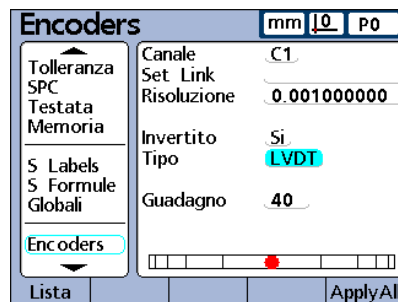 Encoders mm 0 P0
Tolleranza
SPC
Testata
Memoria
S Labels
S Formule
Globali
Encoders
Canale C1
Set Link
Risoluzione 0.001000000
Invertito Si
Tipo LVDT
Guadagno 40
Lista ApplyAl